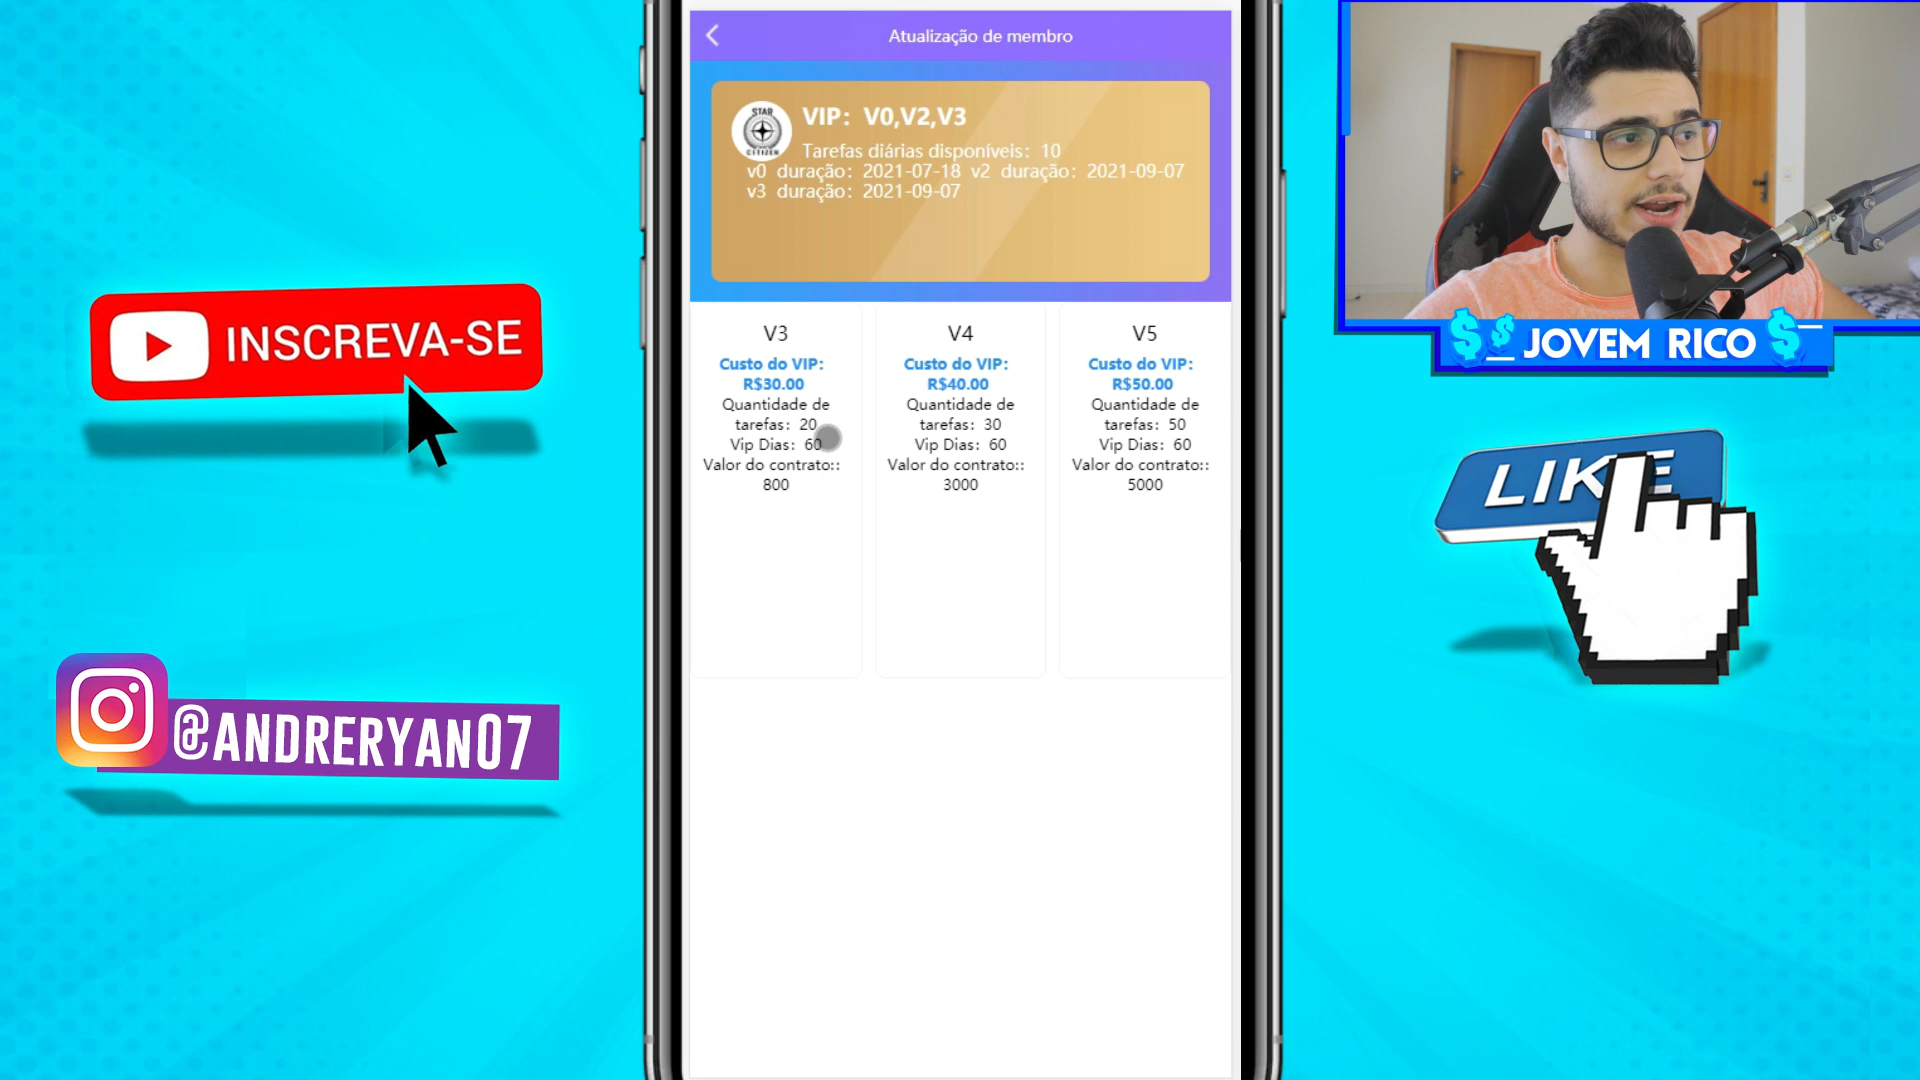 Atualização de membro
STAR
CITIZEN
VIP: V0,V2,V3
Tarefas diárias disponíveis: 10
v0 duração: 2021-07-18 v2 duração: 2021-09-07
v3 duração: 2021-09-07
V3
Custo do VIP:
R$30.00
Quantidade de
tarefas: 20
Vip Dias: 60
Valor do contrato::
800
V4
Custo do VIP:
R$40.00
Quantidade de
tarefas: 30
Vip Dias: 60
Valor do contrato::
3000
V5
Custo do VIP:
R$50.00
Quantidade de
tarefas: 50
Vip Dias: 60
Valor do contrato::
5000
INSCREVA-SE
@ANDRERYAN07
$ $ JOVEM RICO $
LIKE